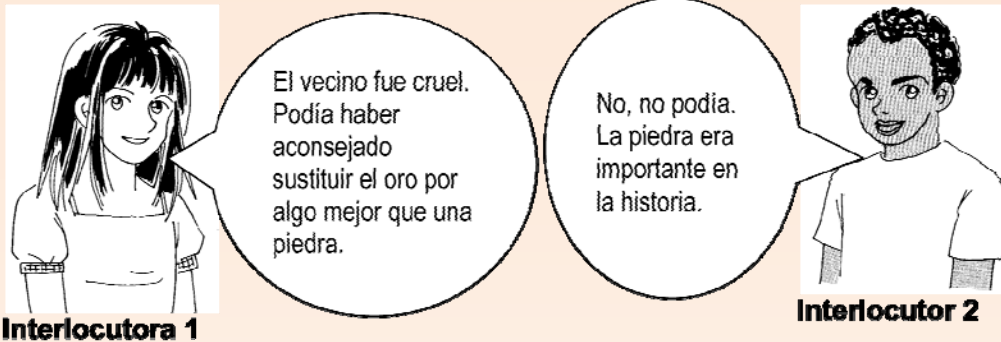 El vecino fue cruel.
Podía haber
aconsejado
sustituir el oro por
algo mejor que una
piedra.
No, no podía.
La piedra era
importante en
la historia.
Interlocutora 1
Interlocutor 2